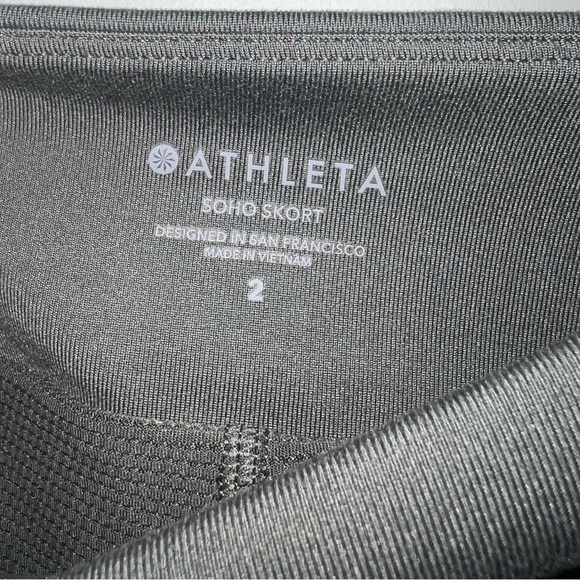 ATHLETA
SOHO SKORT
DESIGNED IN SAN FRANCISCO
MADE IN VIETNAM
2